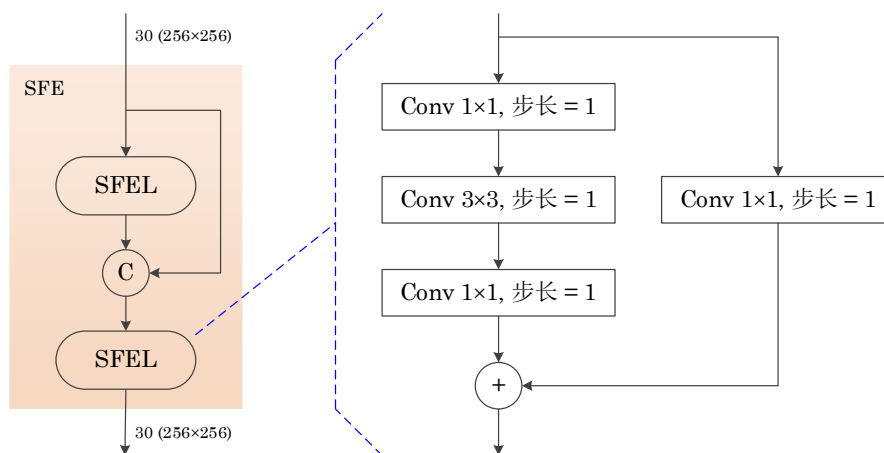 30 (256×256)
SFE
SFEL
C
SFEL
30 (256×256)
Conv 1×1, 步长 = 1
Conv 3×3, 步长 = 1
Conv 1×1, 步长 = 1
Conv 1×1, 步长 = 1
+